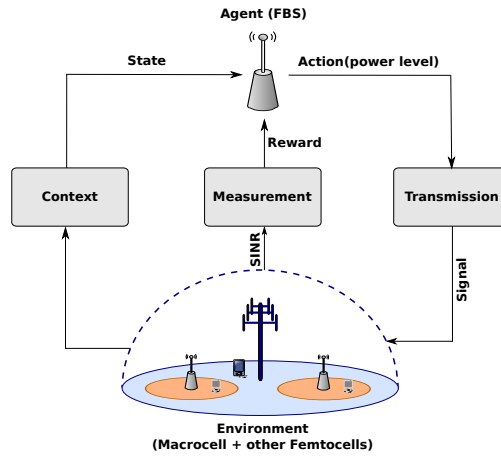 Agent (FBS)
State
Action(power level)
Reward
Context
Measurement
Transmission
SINR
Signal
Environment
(Macrocell + other Femtocells)